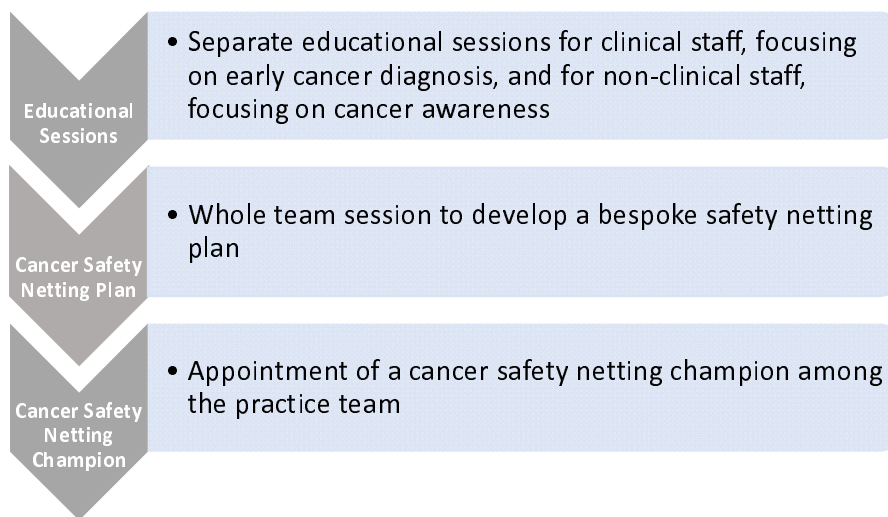 Educational
Sessions
• Separate educational sessions for clinical staff, focusing
on early cancer diagnosis, and for non-clinical staff,
focusing on cancer awareness
Cancer Safety
Netting Plan
• Whole team session to develop a bespoke safety netting
plan
Cancer Safety
Netting
Champion
• Appointment of a cancer safety netting champion among
the practice team